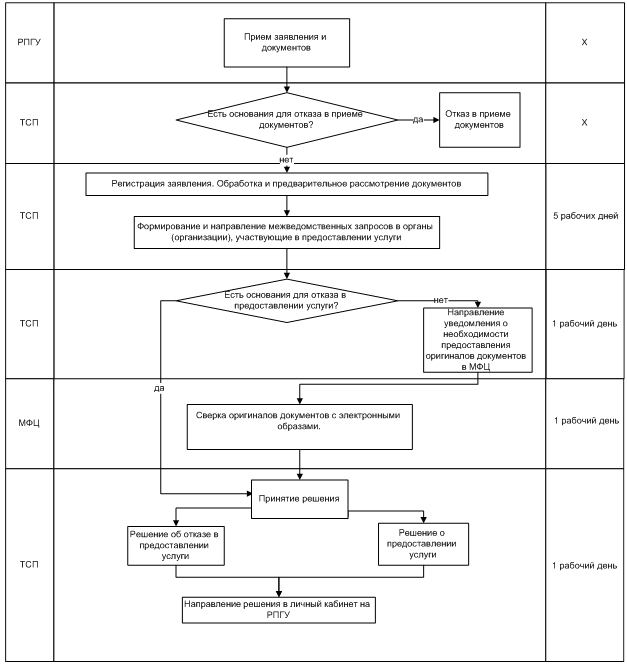 РПГУ
Прием заявления и
документов
X
ТСП
Есть основания для отказа в приеме
документов?
да
Отказ в приеме
документов
X
нет
ТСП
Регистрация заявления. Обработка и предварительное рассмотрение документов
Формирование и направление межведомственных запросов в органы
(организации), участвующие в предоставлении услуги
5 рабочих дней
ТСП
Есть основания для отказа в
предоставлении услуги?
нет
Направление
уведомления о
необходимости
предоставления
оригиналов документов
в МФЦ
1 рабочий день
да
МФЦ
Сверка оригиналов документов с электронными
образами.
1 рабочий день
ТСП
Принятие решения
Решение об отказе в
предоставлении
услуги
Решение о
предоставлении
услуги
Направление решения в личный кабинет на
РПГУ
1 рабочий день